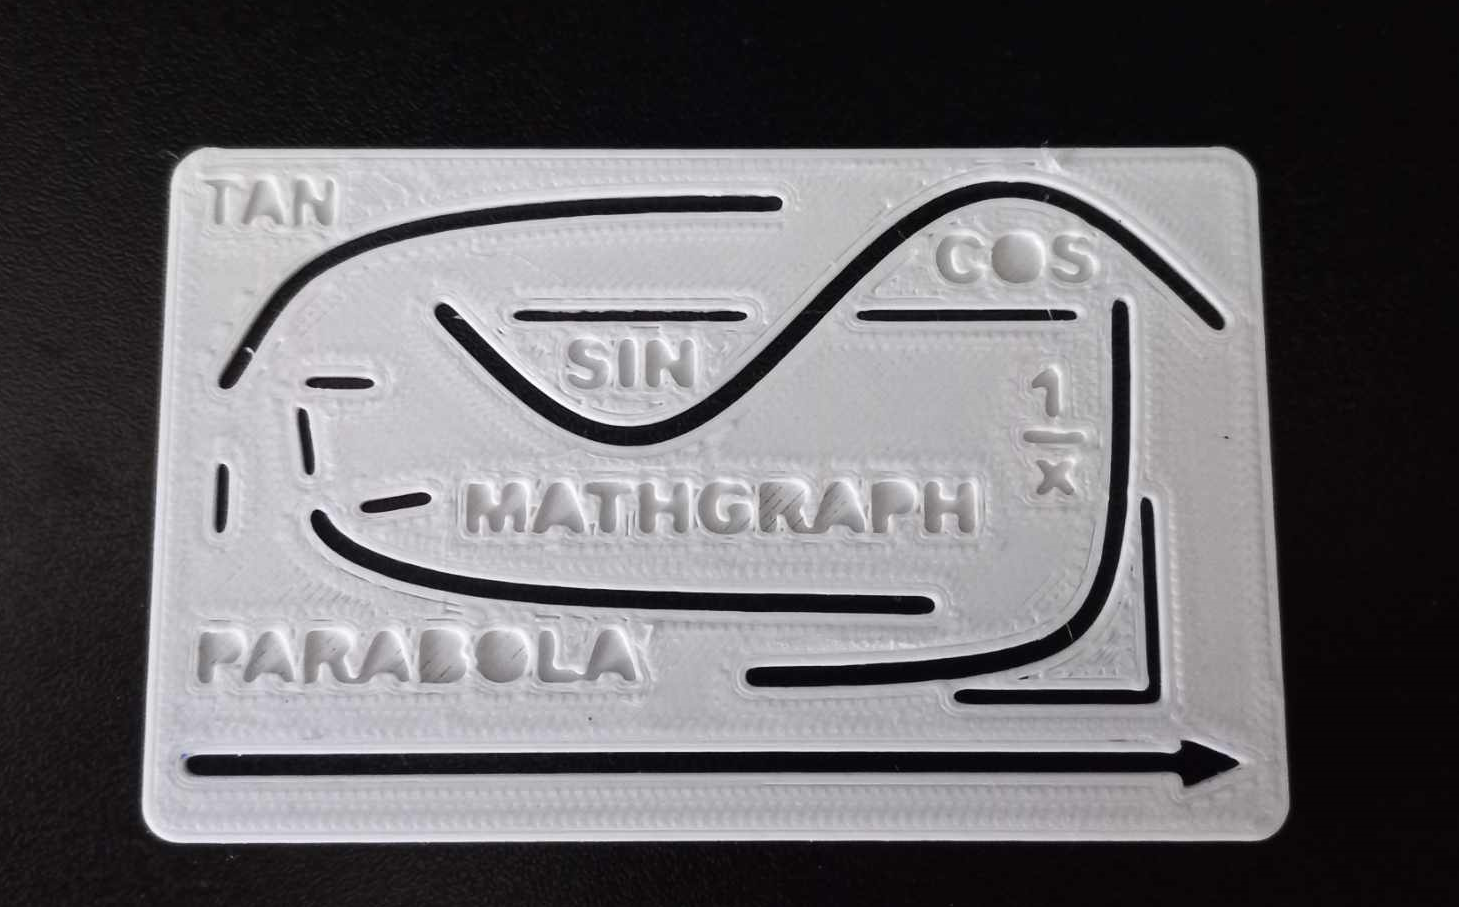 TAN
COS
SIN
1
x
MATHGRAPH
PARABOLA